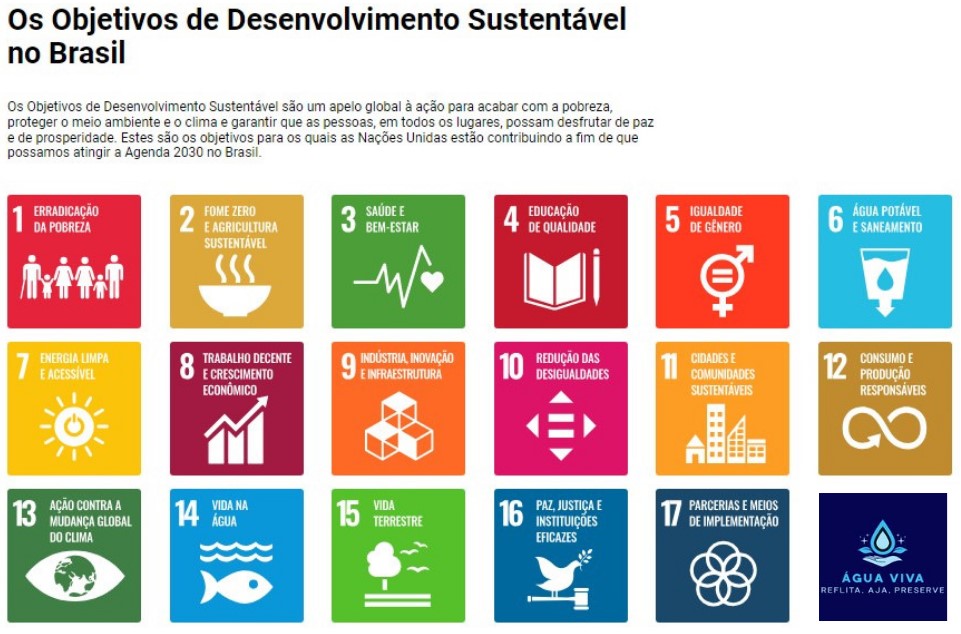 Os Objetivos de Desenvolvimento Sustentável
no Brasil
Os Objetivos de Desenvolvimento Sustentável são um apelo global à ação para acabar com a pobreza,
proteger o meio ambiente e o clima e garantir que as pessoas, em todos os lugares, possam desfrutar de paz
e de prosperidade. Estes são os objetivos para os quais as Nações Unidas estão contribuindo a fim de que
possamos atingir a Agenda 2030 no Brasil.
1 ERRADICAÇÃO
DA POBREZA
2 FOME ZERO
E AGRICULTURA
SUSTENTÁVEL
3 SAÚDE E
BEM-ESTAR
4 EDUCAÇÃO
DE QUALIDADE
5 IGUALDADE
DE GÊNERO
6 ÁGUA POTÁVEL
E SANEAMENTO
7 ENERGIA LIMPA
E ACESSÍVEL
8 TRABALHO DECENTE
E CRESCIMENTO
ECONÔMICO
9 INDÚSTRIA, INOVAÇÃO
E INFRAESTRUTURA
10 REDUÇÃO DAS
DESIGUALDADES
11 CIDADES E
COMUNIDADES
SUSTENTÁVEIS
12 CONSUMO E
PRODUÇÃO
RESPONSÁVEIS
13 AÇÃO CONTRA A
MUDANÇA GLOBAL
DO CLIMA
14 VIDA NA
ÁGUA
15 VIDA
TERRESTRE
16 PAZ, JUSTIÇA E
INSTITUIÇÕES
EFICAZES
17 PARCERIAS E MEIOS
DE IMPLEMENTAÇÃO
ÁGUA VIVA
REFLITA. AJA. PRESERVE